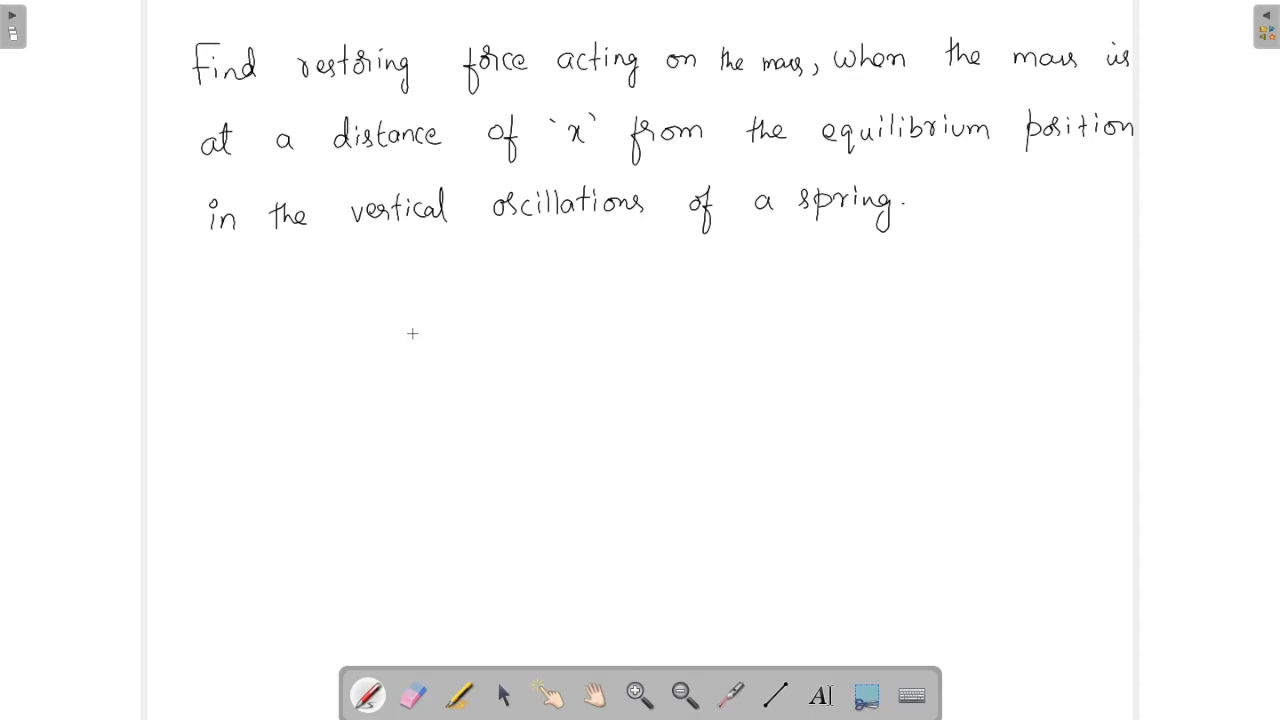 Find restoring force acting on the mass, when the mass is
at a distance of 'x' from the equilibrium position
in the vertical oscillations of a spring.